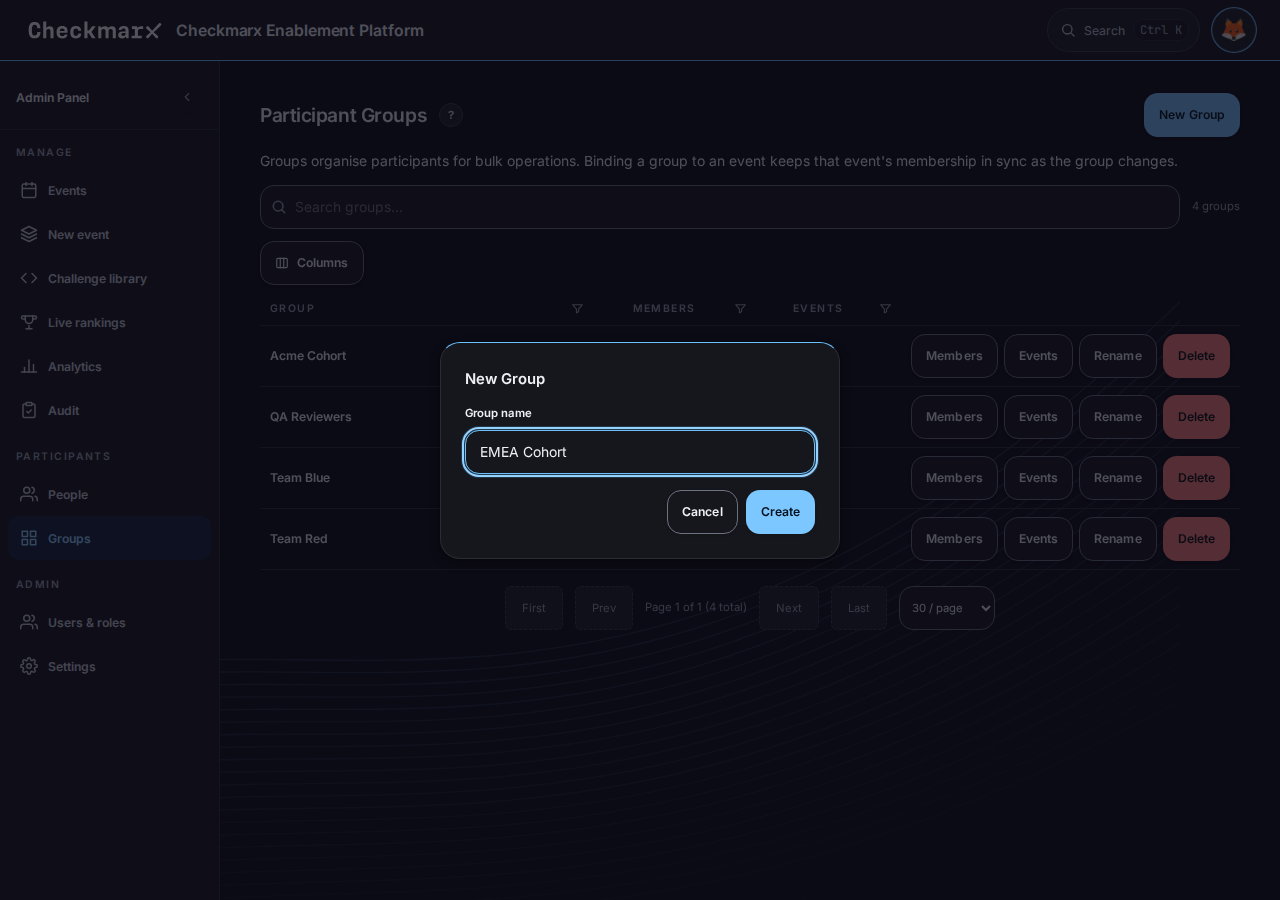 Checkmarx Checkmarx Enablement Platform Search Ctrl K
Admin Panel
MANAGE
Events
New event
Challenge library
Live rankings
Analytics
Audit
PARTICIPANTS
People
Groups
ADMIN
Users & roles
Settings
Participant Groups ? New Group
Groups organise participants for bulk operations. Binding a group to an event keeps that event's membership in sync as the group changes.
Search groups... 4 groups
Columns
GROUP MEMBERS EVENTS
Acme Cohort Members Events Rename Delete
QA Reviewers Members Events Rename Delete
Team Blue Members Events Rename Delete
Team Red Members Events Rename Delete
First Prev Page 1 of 1 (4 total) Next Last 30 / page
New Group
Group name
EMEA Cohort
Cancel Create